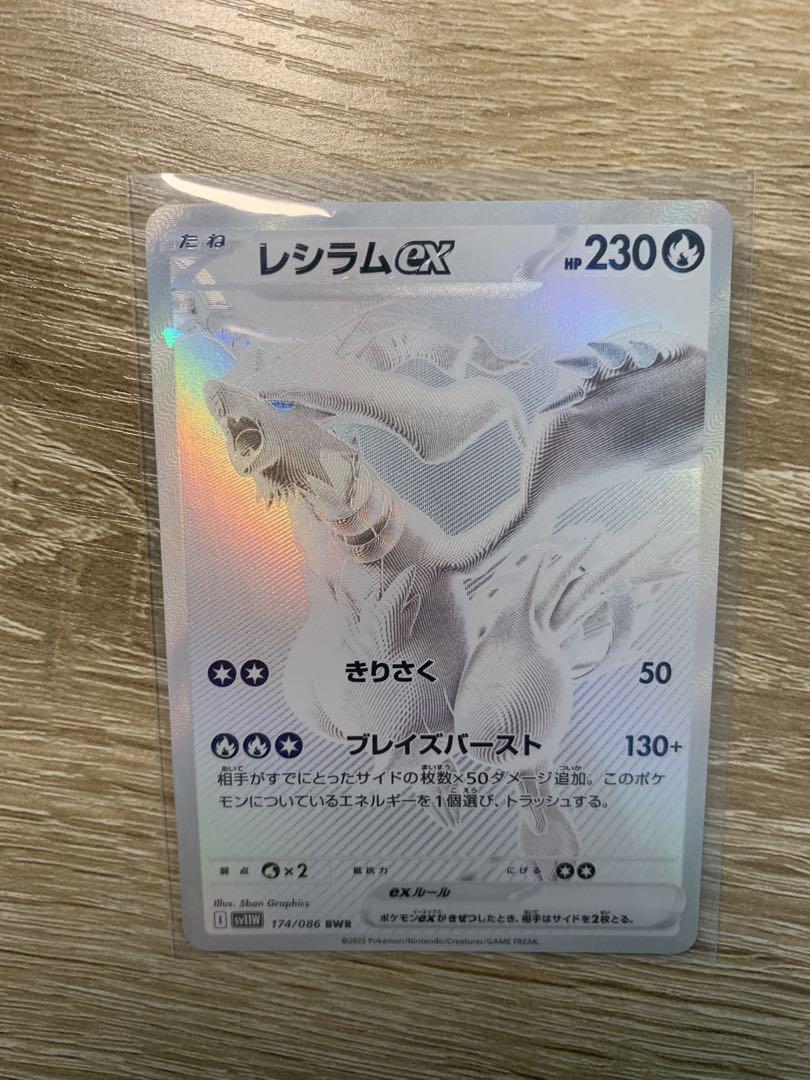 たね レシラムex HP230
きりさく 50
ブレイズバースト 130+
相手がすでにとったサイドの枚数×50ダメージ追加。このポケ
モンについているエネルギーを1個選び、トラッシュする。
弱点 ×2 抵抗力 にげる
exルール
Illus. 5ban Graphics
ポケモンexがきぜつしたとき、相手はサイドを2枚とる。
I sv11W 174/086 BWR
©2025 Pokémon/Nintendo/Creatures/GAME FREAK.